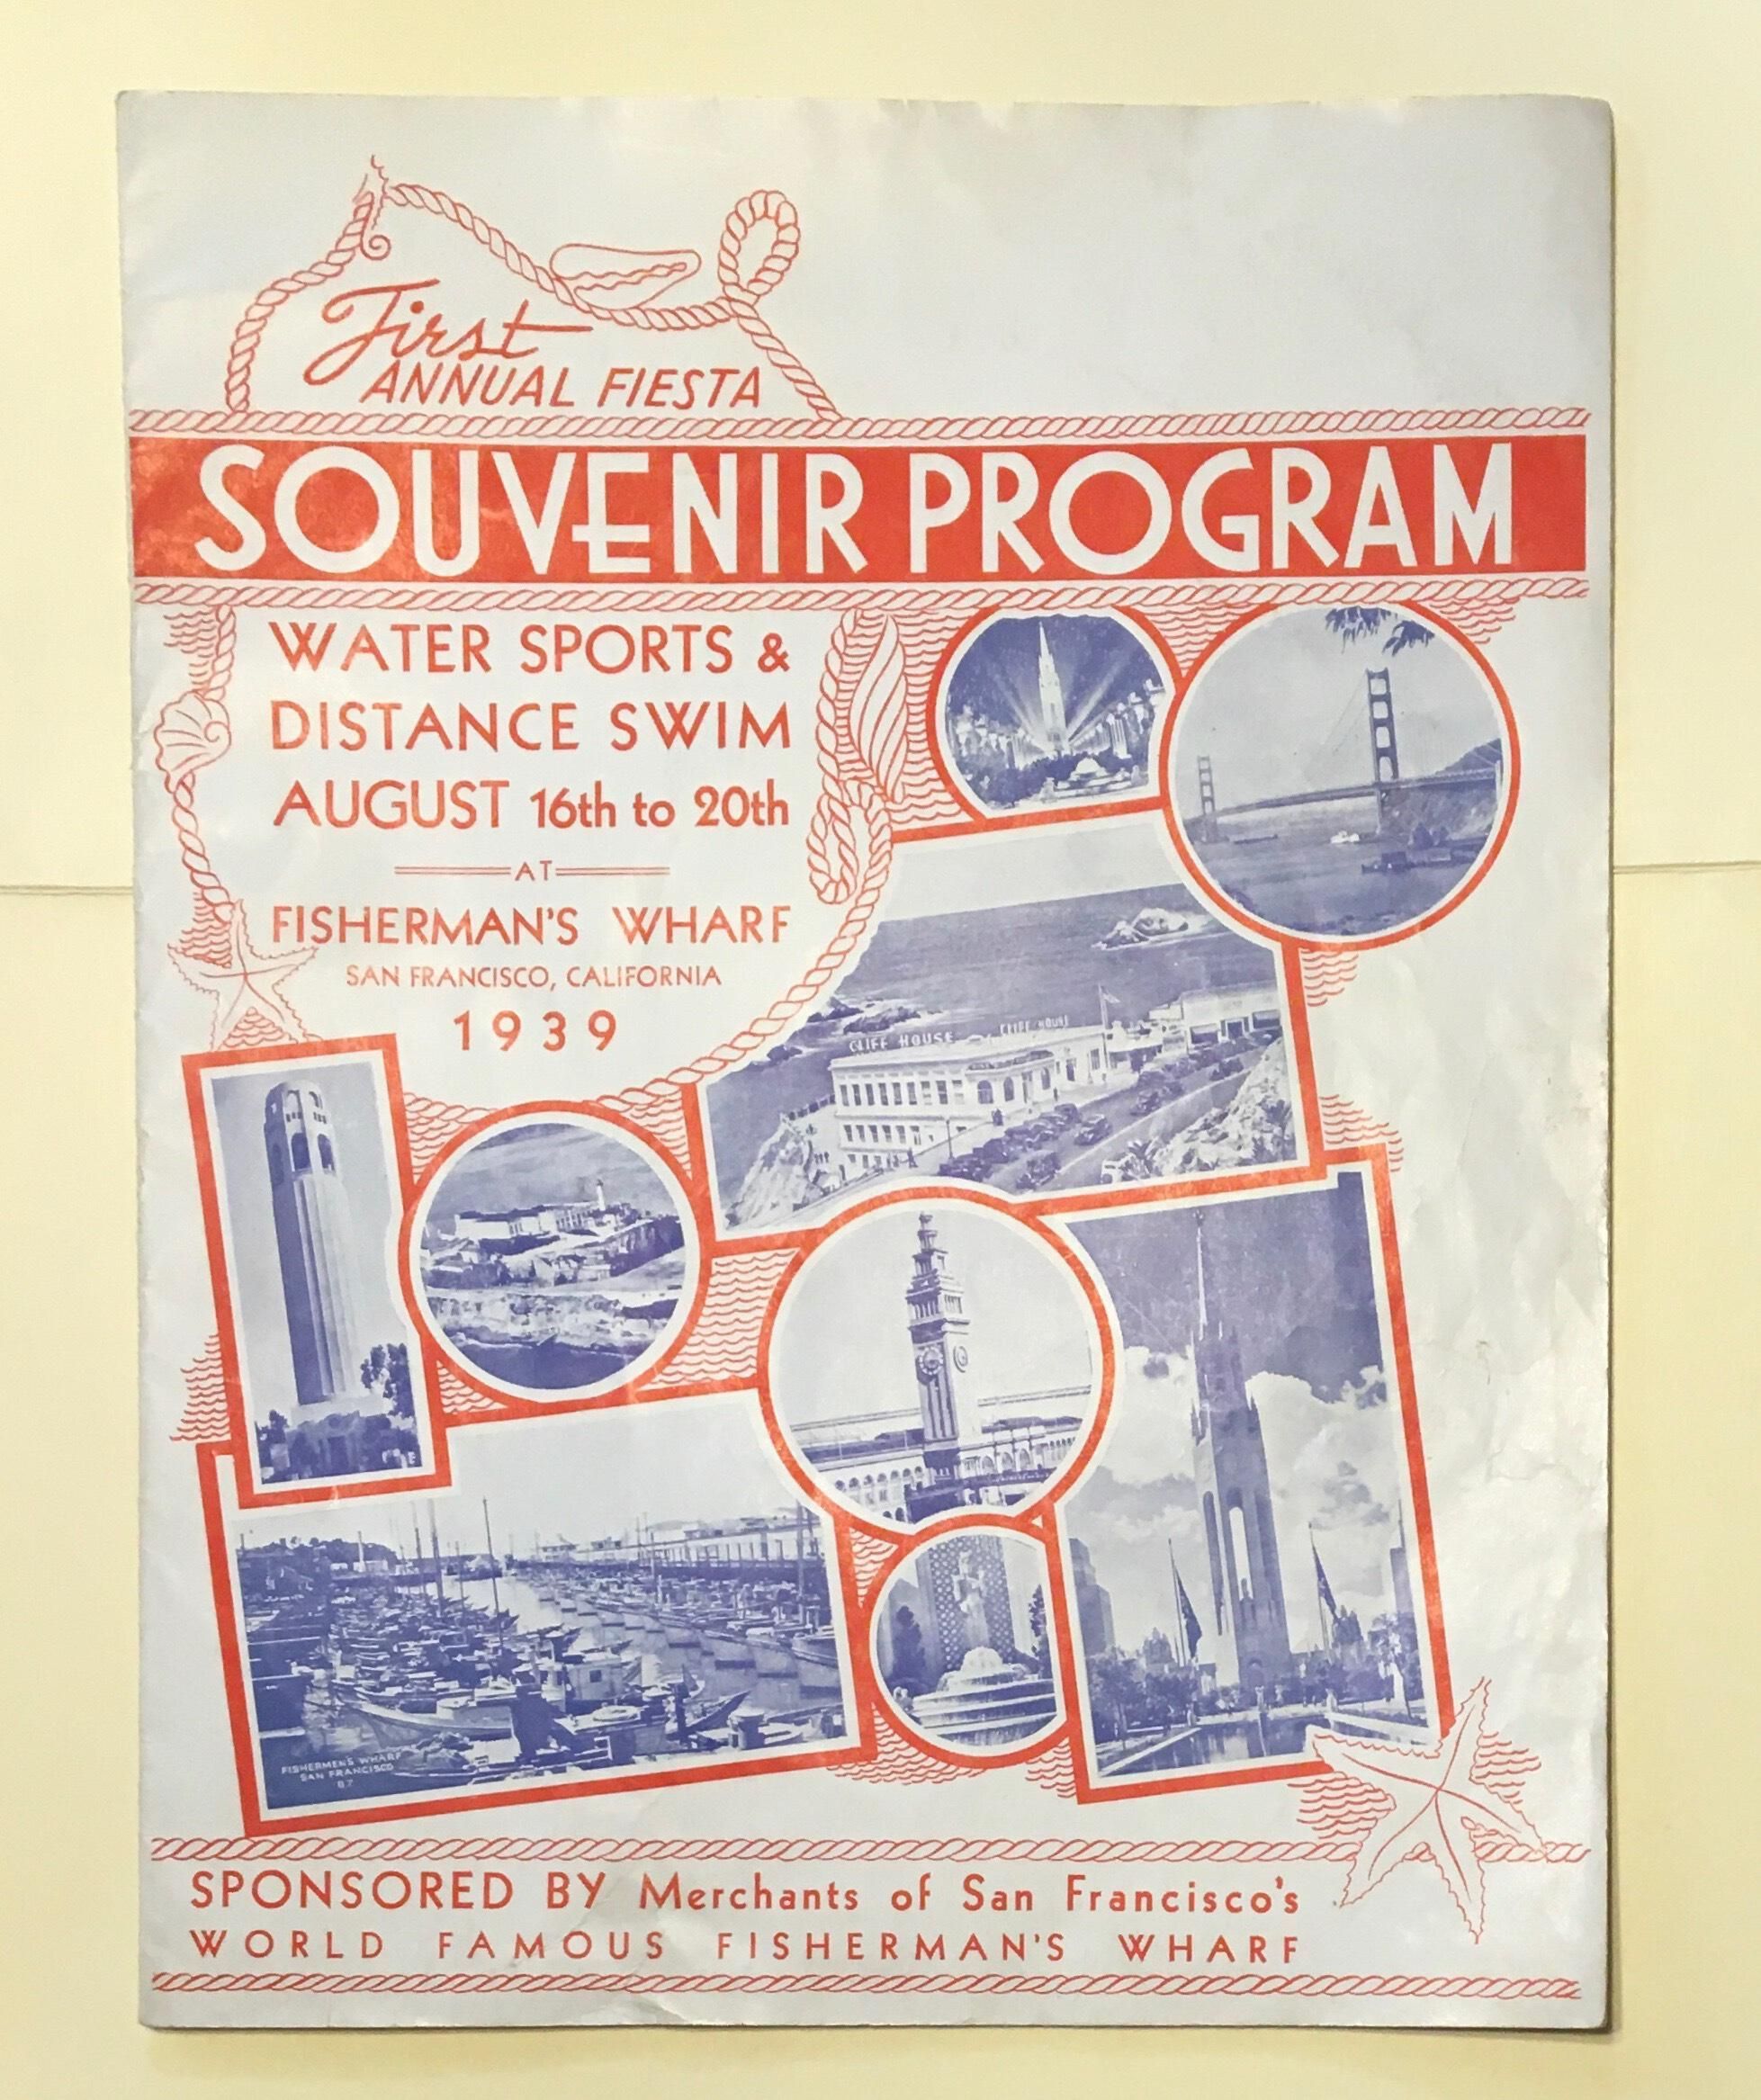 First
ANNUAL FIESTA
SOUVENIR PROGRAM
WATER SPORTS &
DISTANCE SWIM
AUGUST 16th to 20th
AT
FISHERMAN'S WHARF
SAN FRANCISCO, CALIFORNIA
1939
CLIFF HOUSE
CLIFF HOUSE
FISHERMEN'S WHARF
SAN FRANCISCO
87
SPONSORED BY Merchants of San Francisco's
WORLD FAMOUS FISHERMAN'S WHARF